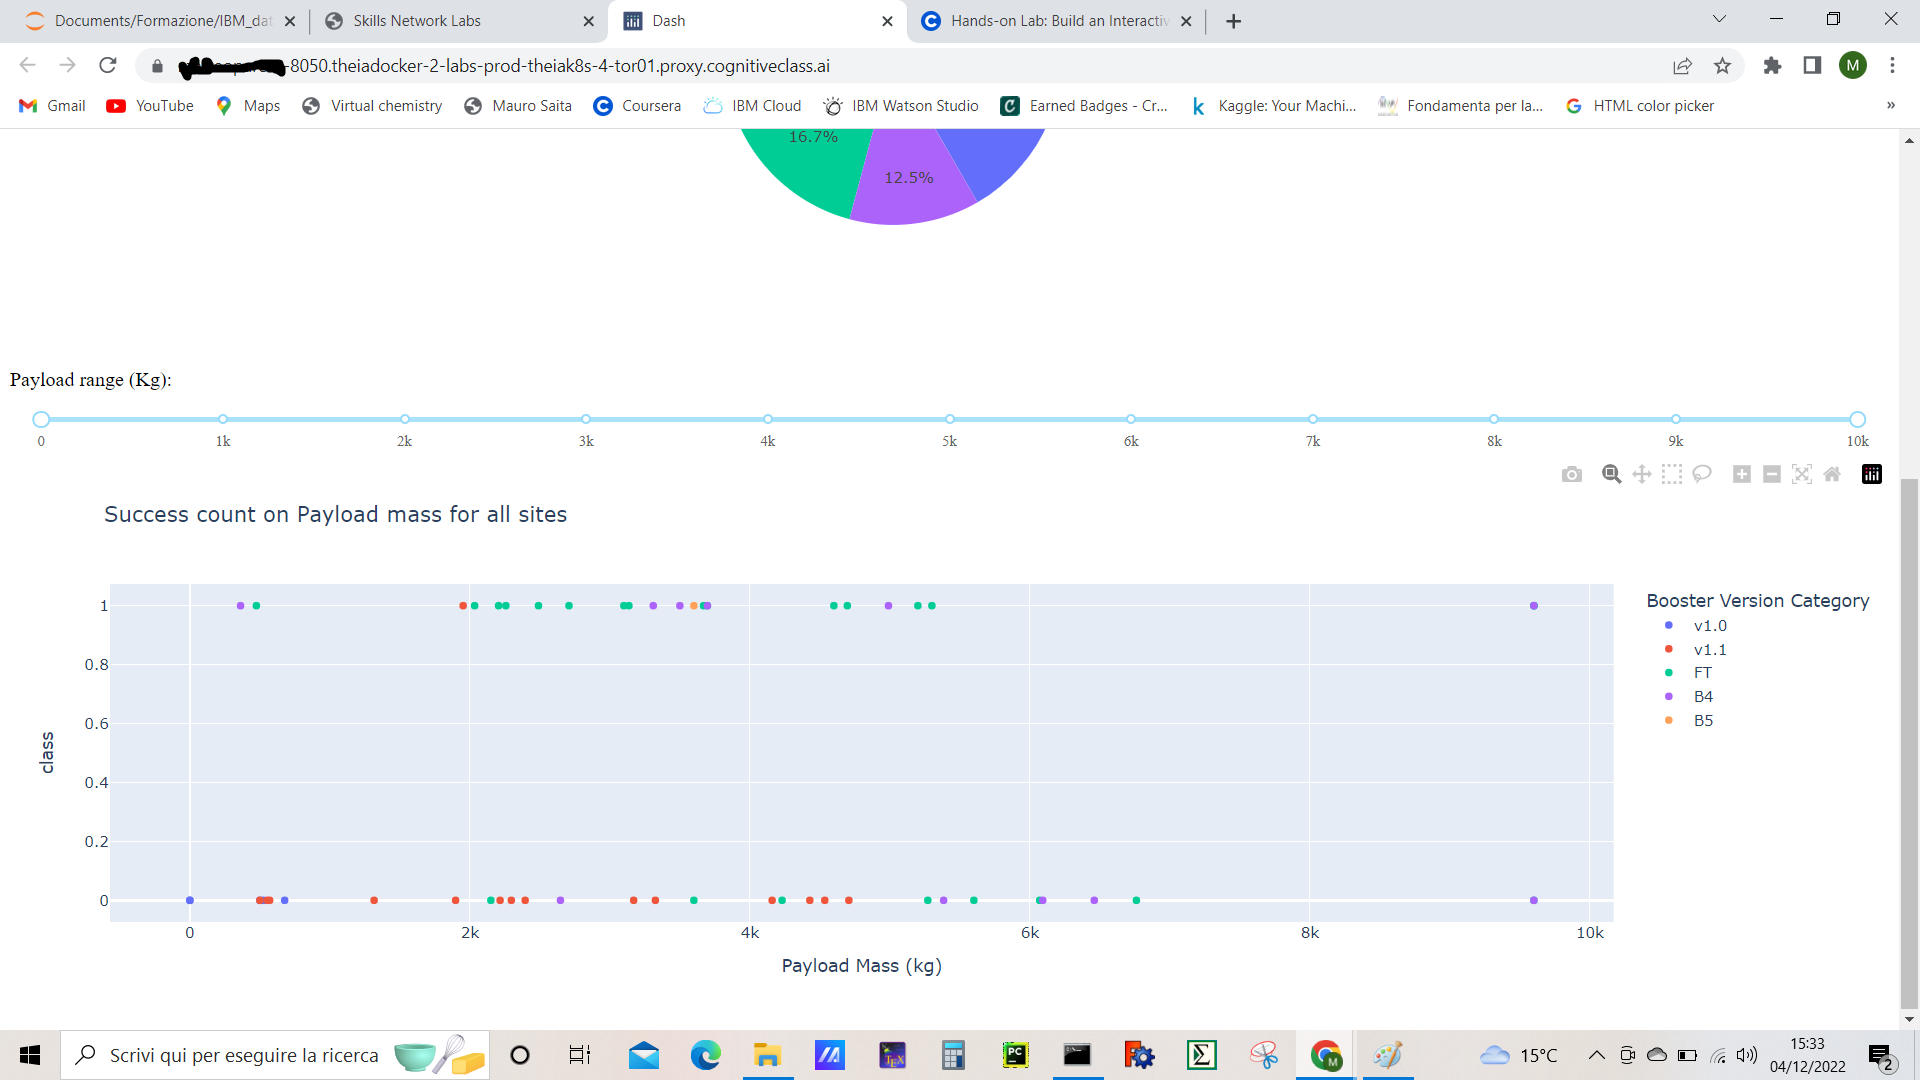 Documents/Formazione/IBM_dat
Skills Network Labs
Dash
Hands-on Lab: Build an Interactiv
-8050.theiadocker-2-labs-prod-theiak8s-4-tor01.proxy.cognitiveclass.ai
M
Gmail
YouTube
Maps
Virtual chemistry
Mauro Saita
Coursera
IBM Cloud
IBM Watson Studio
Earned Badges - Cr...
Kaggle: Your Machi...
Fondamenta per la...
HTML color picker
»
16.7%
12.5%
Payload range (Kg):
0 1k 2k 3k 4k 5k 6k 7k 8k 9k 10k
Success count on Payload mass for all sites
1
0.8
0.6
0.4
0.2
0
class
0 2k 4k 6k 8k 10k
Payload Mass (kg)
Booster Version Category
v1.0
v1.1
FT
B4
B5
Scrivi qui per eseguire la ricerca
15°C
15:33
04/12/2022
2